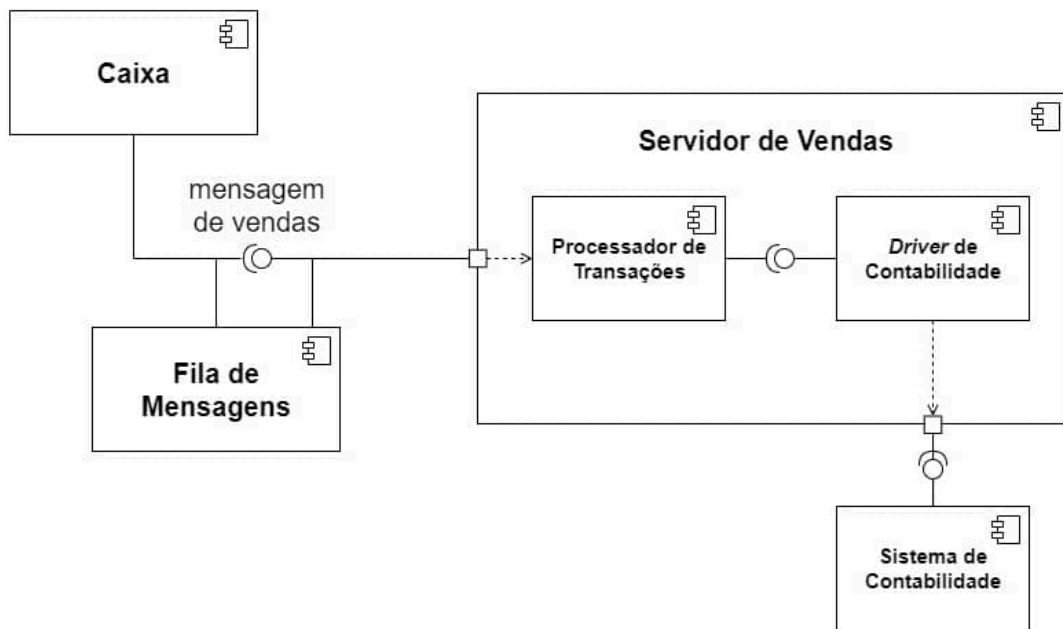 Caixa
mensagem
de vendas
Servidor de Vendas
Processador de
Transações
Driver de
Contabilidade
Fila de
Mensagens
Sistema de
Contabilidade